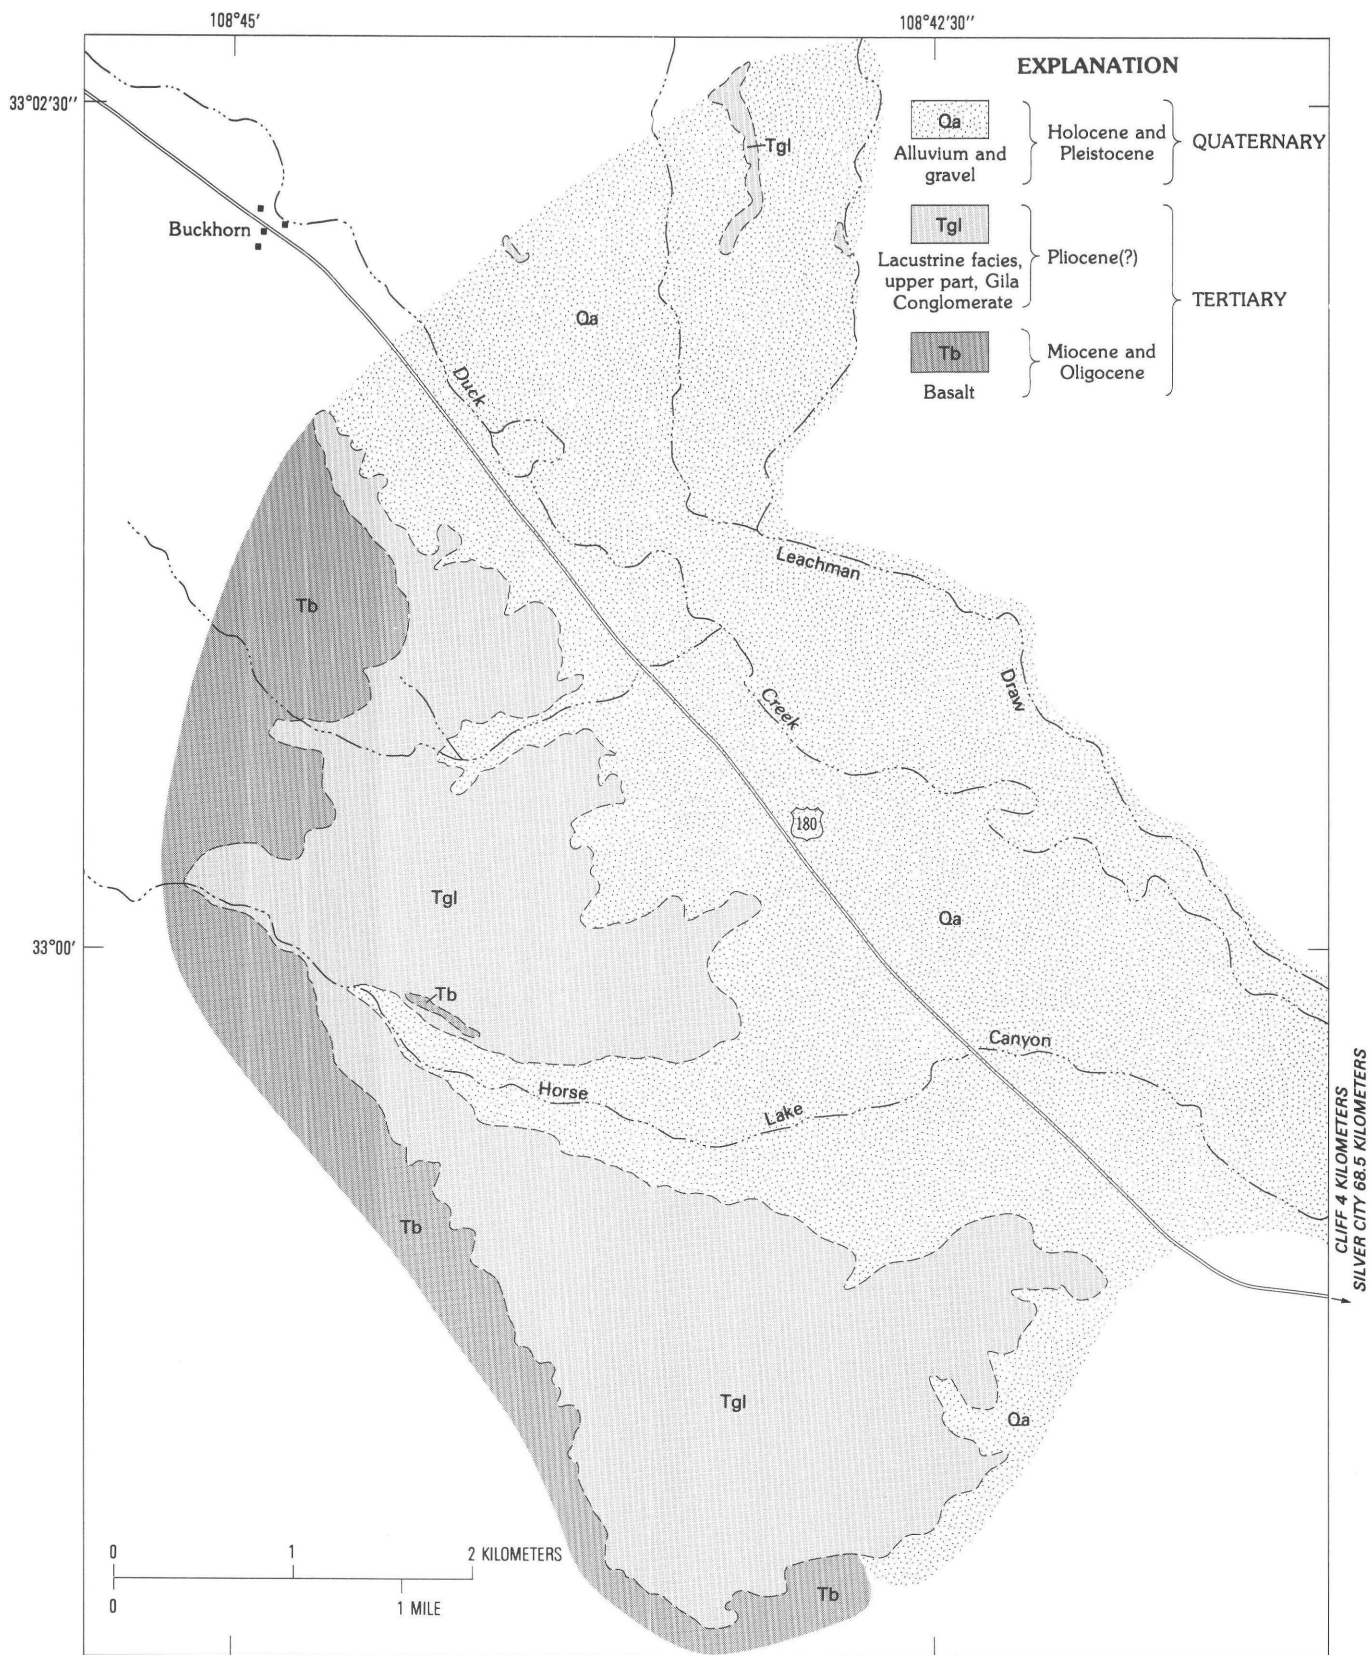 108°45′
108°42′30″
33°02′30″
EXPLANATION
Qa
Alluvium and
gravel
Holocene and
Pleistocene
QUATERNARY
Tgl
Lacustrine facies,
upper part, Gila
Conglomerate
Pliocene(?)
TERTIARY
Tb
Basalt
Miocene and
Oligocene
Tgl
Buckhorn
Qa
Duck
Leachman
Tb
Draw
Creek
180
Tgl
Qa
33°00′
Tb
Canyon
Horse
Lake
CLIFF 4 KILOMETERS
SILVER CITY 68.5 KILOMETERS
Tb
Tgl
Qa
0 1 2 KILOMETERS
0 1 MILE
Tb